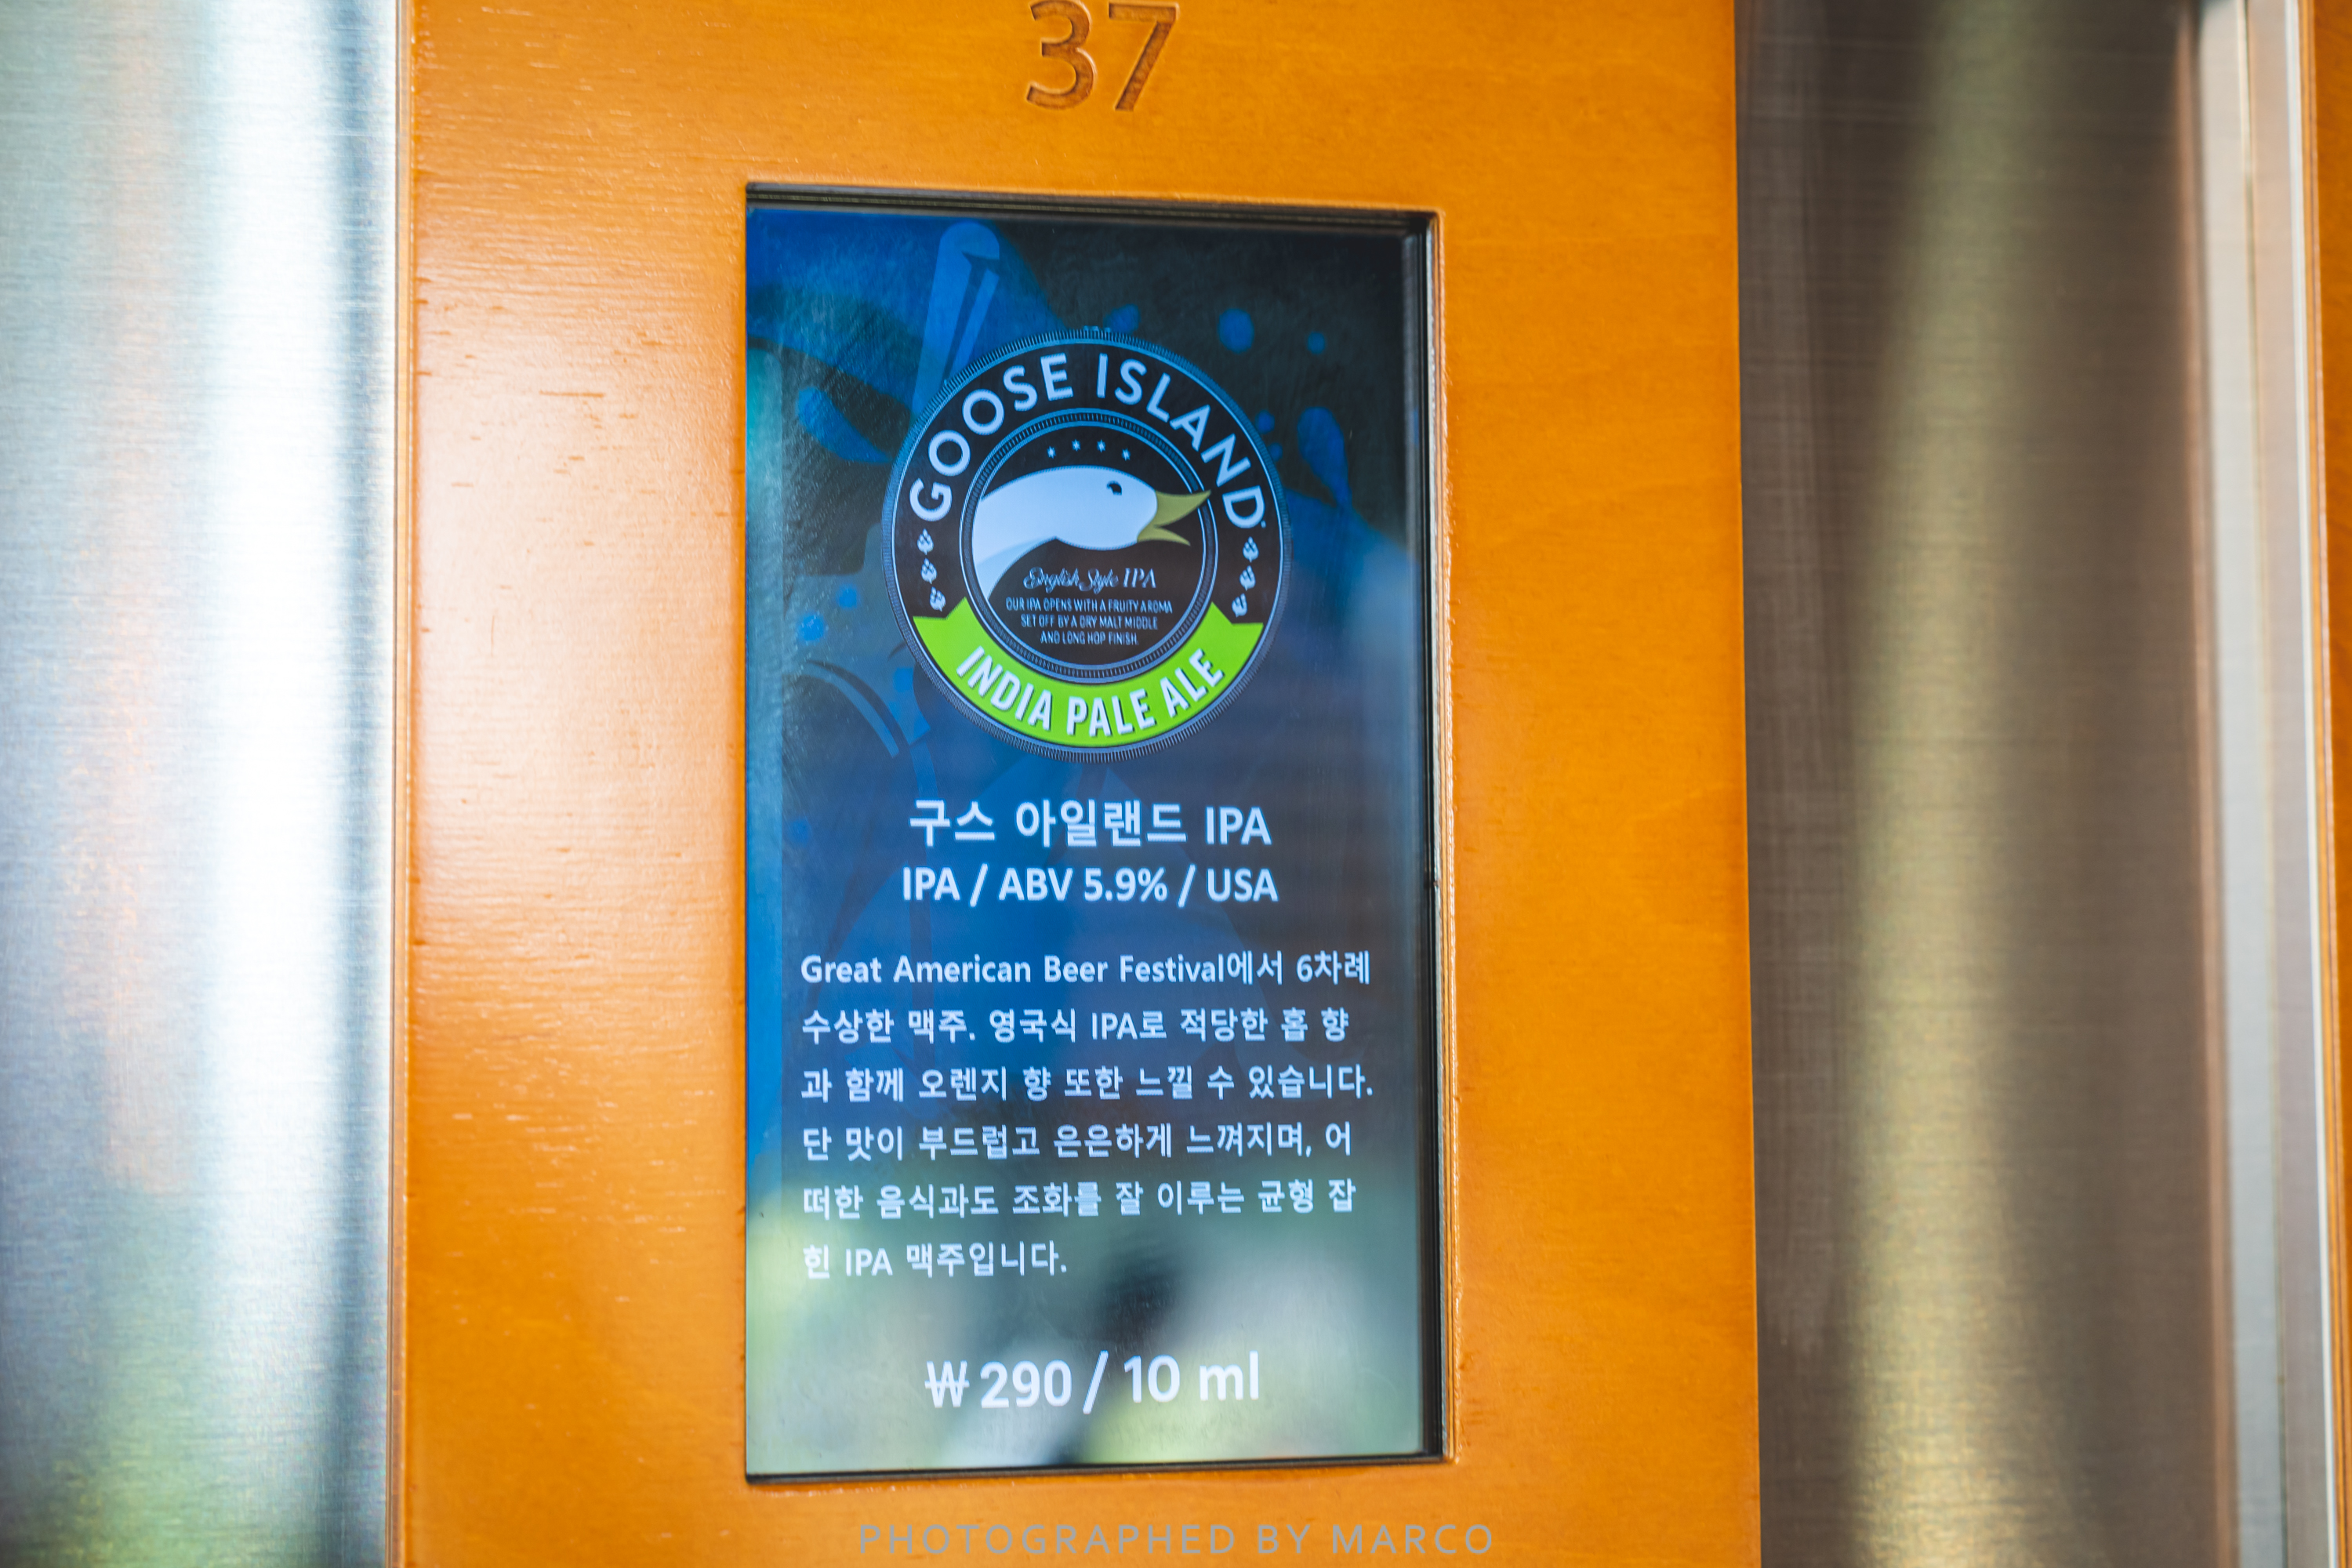 37
GOOSE ISLAND
English Style IPA
OUR IPA OPENS WITH A FRUITY AROMA
SET OFF BY A DRY MALT MIDDLE
AND LONG HOP FINISH.
INDIA PALE ALE
구스 아일랜드 IPA
IPA / ABV 5.9% / USA
Great American Beer Festival에서 6차례
수상한 맥주. 영국식 IPA로 적당한 홉 향
과 함께 오렌지 향 또한 느낄 수 있습니다.
단 맛이 부드럽고 은은하게 느껴지며, 어
떠한 음식과도 조화를 잘 이루는 균형 잡
힌 IPA 맥주입니다.
₩ 290 / 10 ml
PHOTOGRAPHED BY MARCO